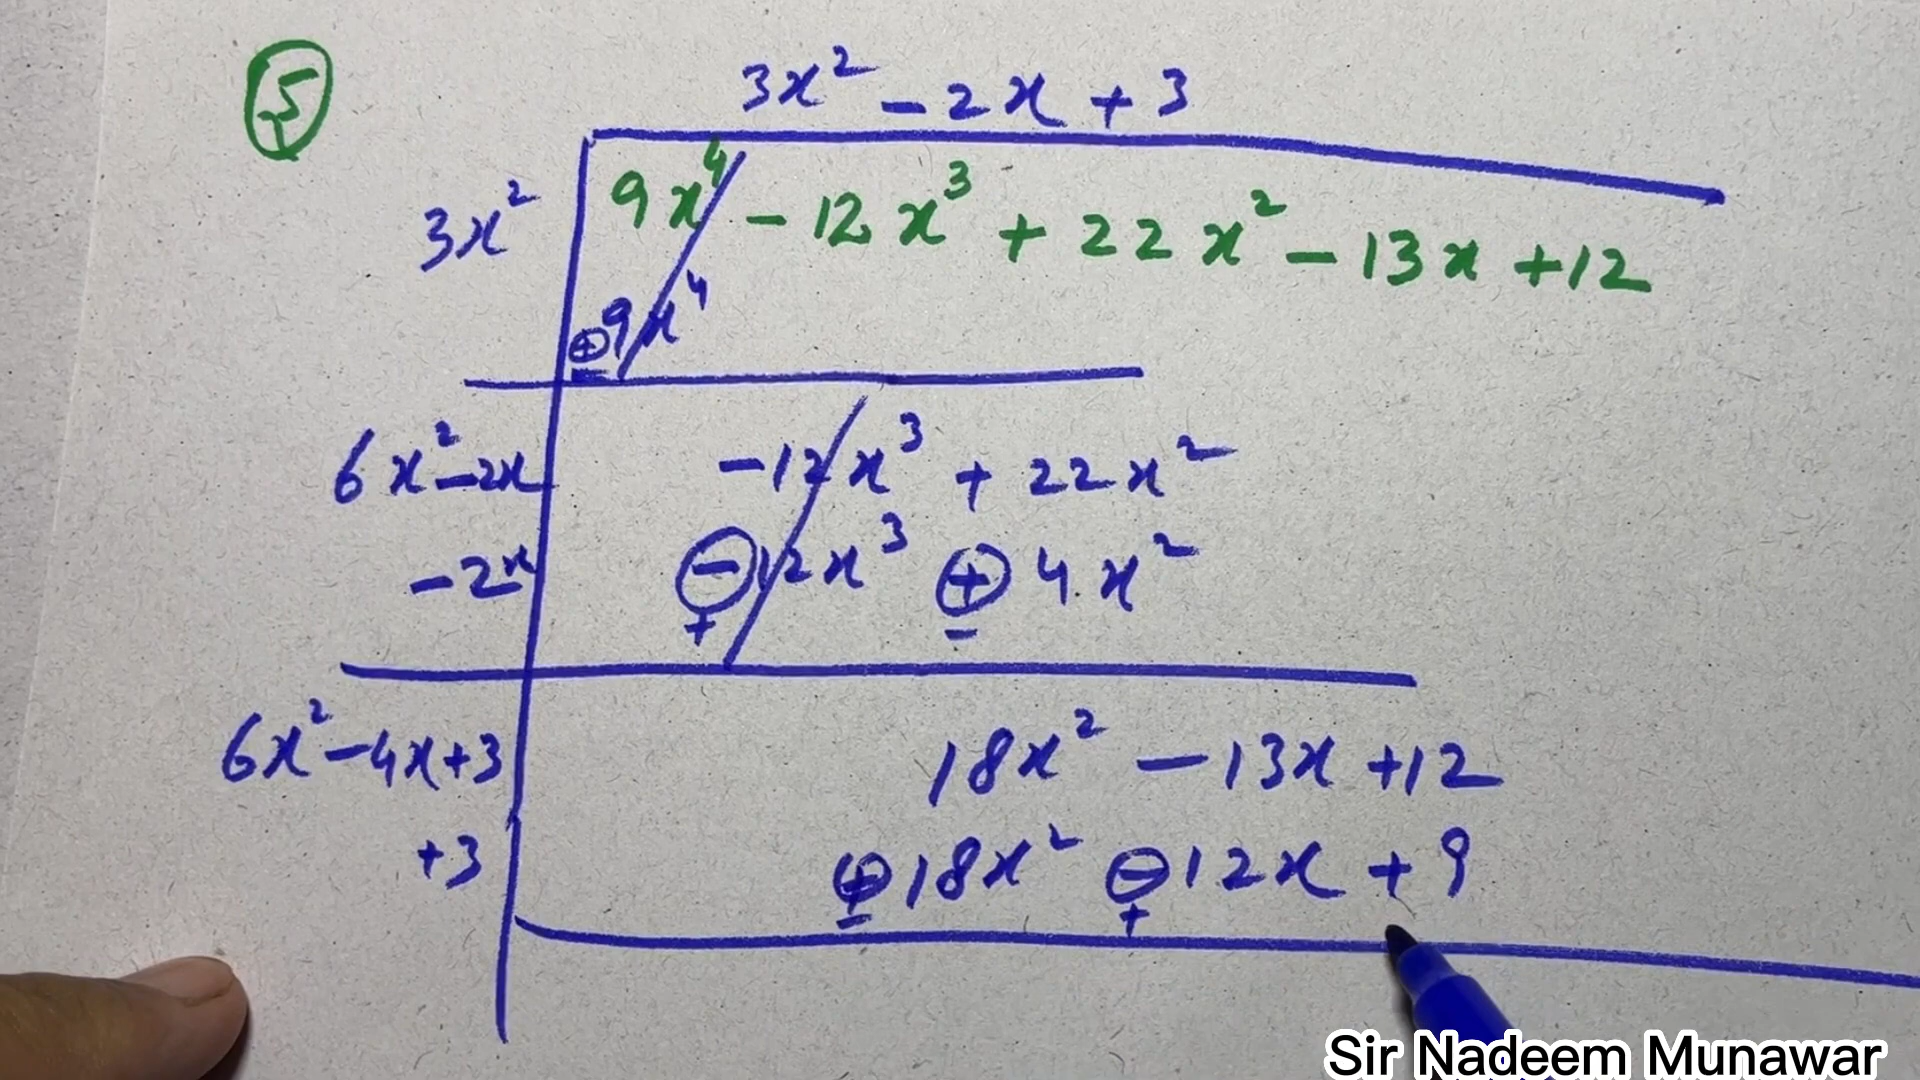 5
3x² - 2x + 3
3x² 9x⁴ - 12x³ + 22x² - 13x + 12
⊕9x⁴
-
6x² - 2x -12x³ + 22x²
-2x ⊖12x³ ⊕ 4x²
+ -
6x² - 4x + 3 18x² - 13x + 12
+3 ⊕18x² ⊖12x + 9
- +
Sir Nadeem Munawar